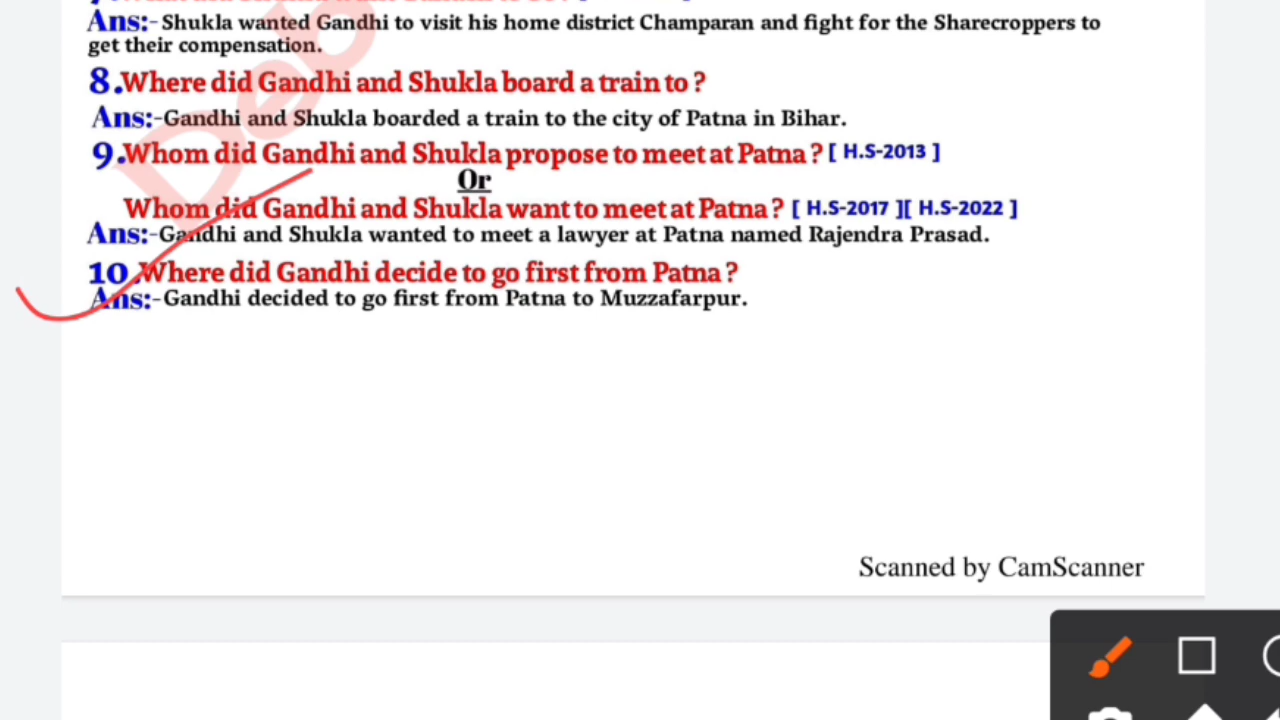 Ans:- Shukla wanted Gandhi to visit his home district Champaran and fight for the Sharecroppers to
get their compensation.
8.Where did Gandhi and Shukla board a train to ?
Ans:-Gandhi and Shukla boarded a train to the city of Patna in Bihar.
9.Whom did Gandhi and Shukla propose to meet at Patna ? [ H.S-2013 ]
Or
Whom did Gandhi and Shukla want to meet at Patna ? [ H.S-2017 ][ H.S-2022 ]
Ans:-Gandhi and Shukla wanted to meet a lawyer at Patna named Rajendra Prasad.
10.Where did Gandhi decide to go first from Patna ?
Ans:-Gandhi decided to go first from Patna to Muzzafarpur.
Scanned by CamScanner